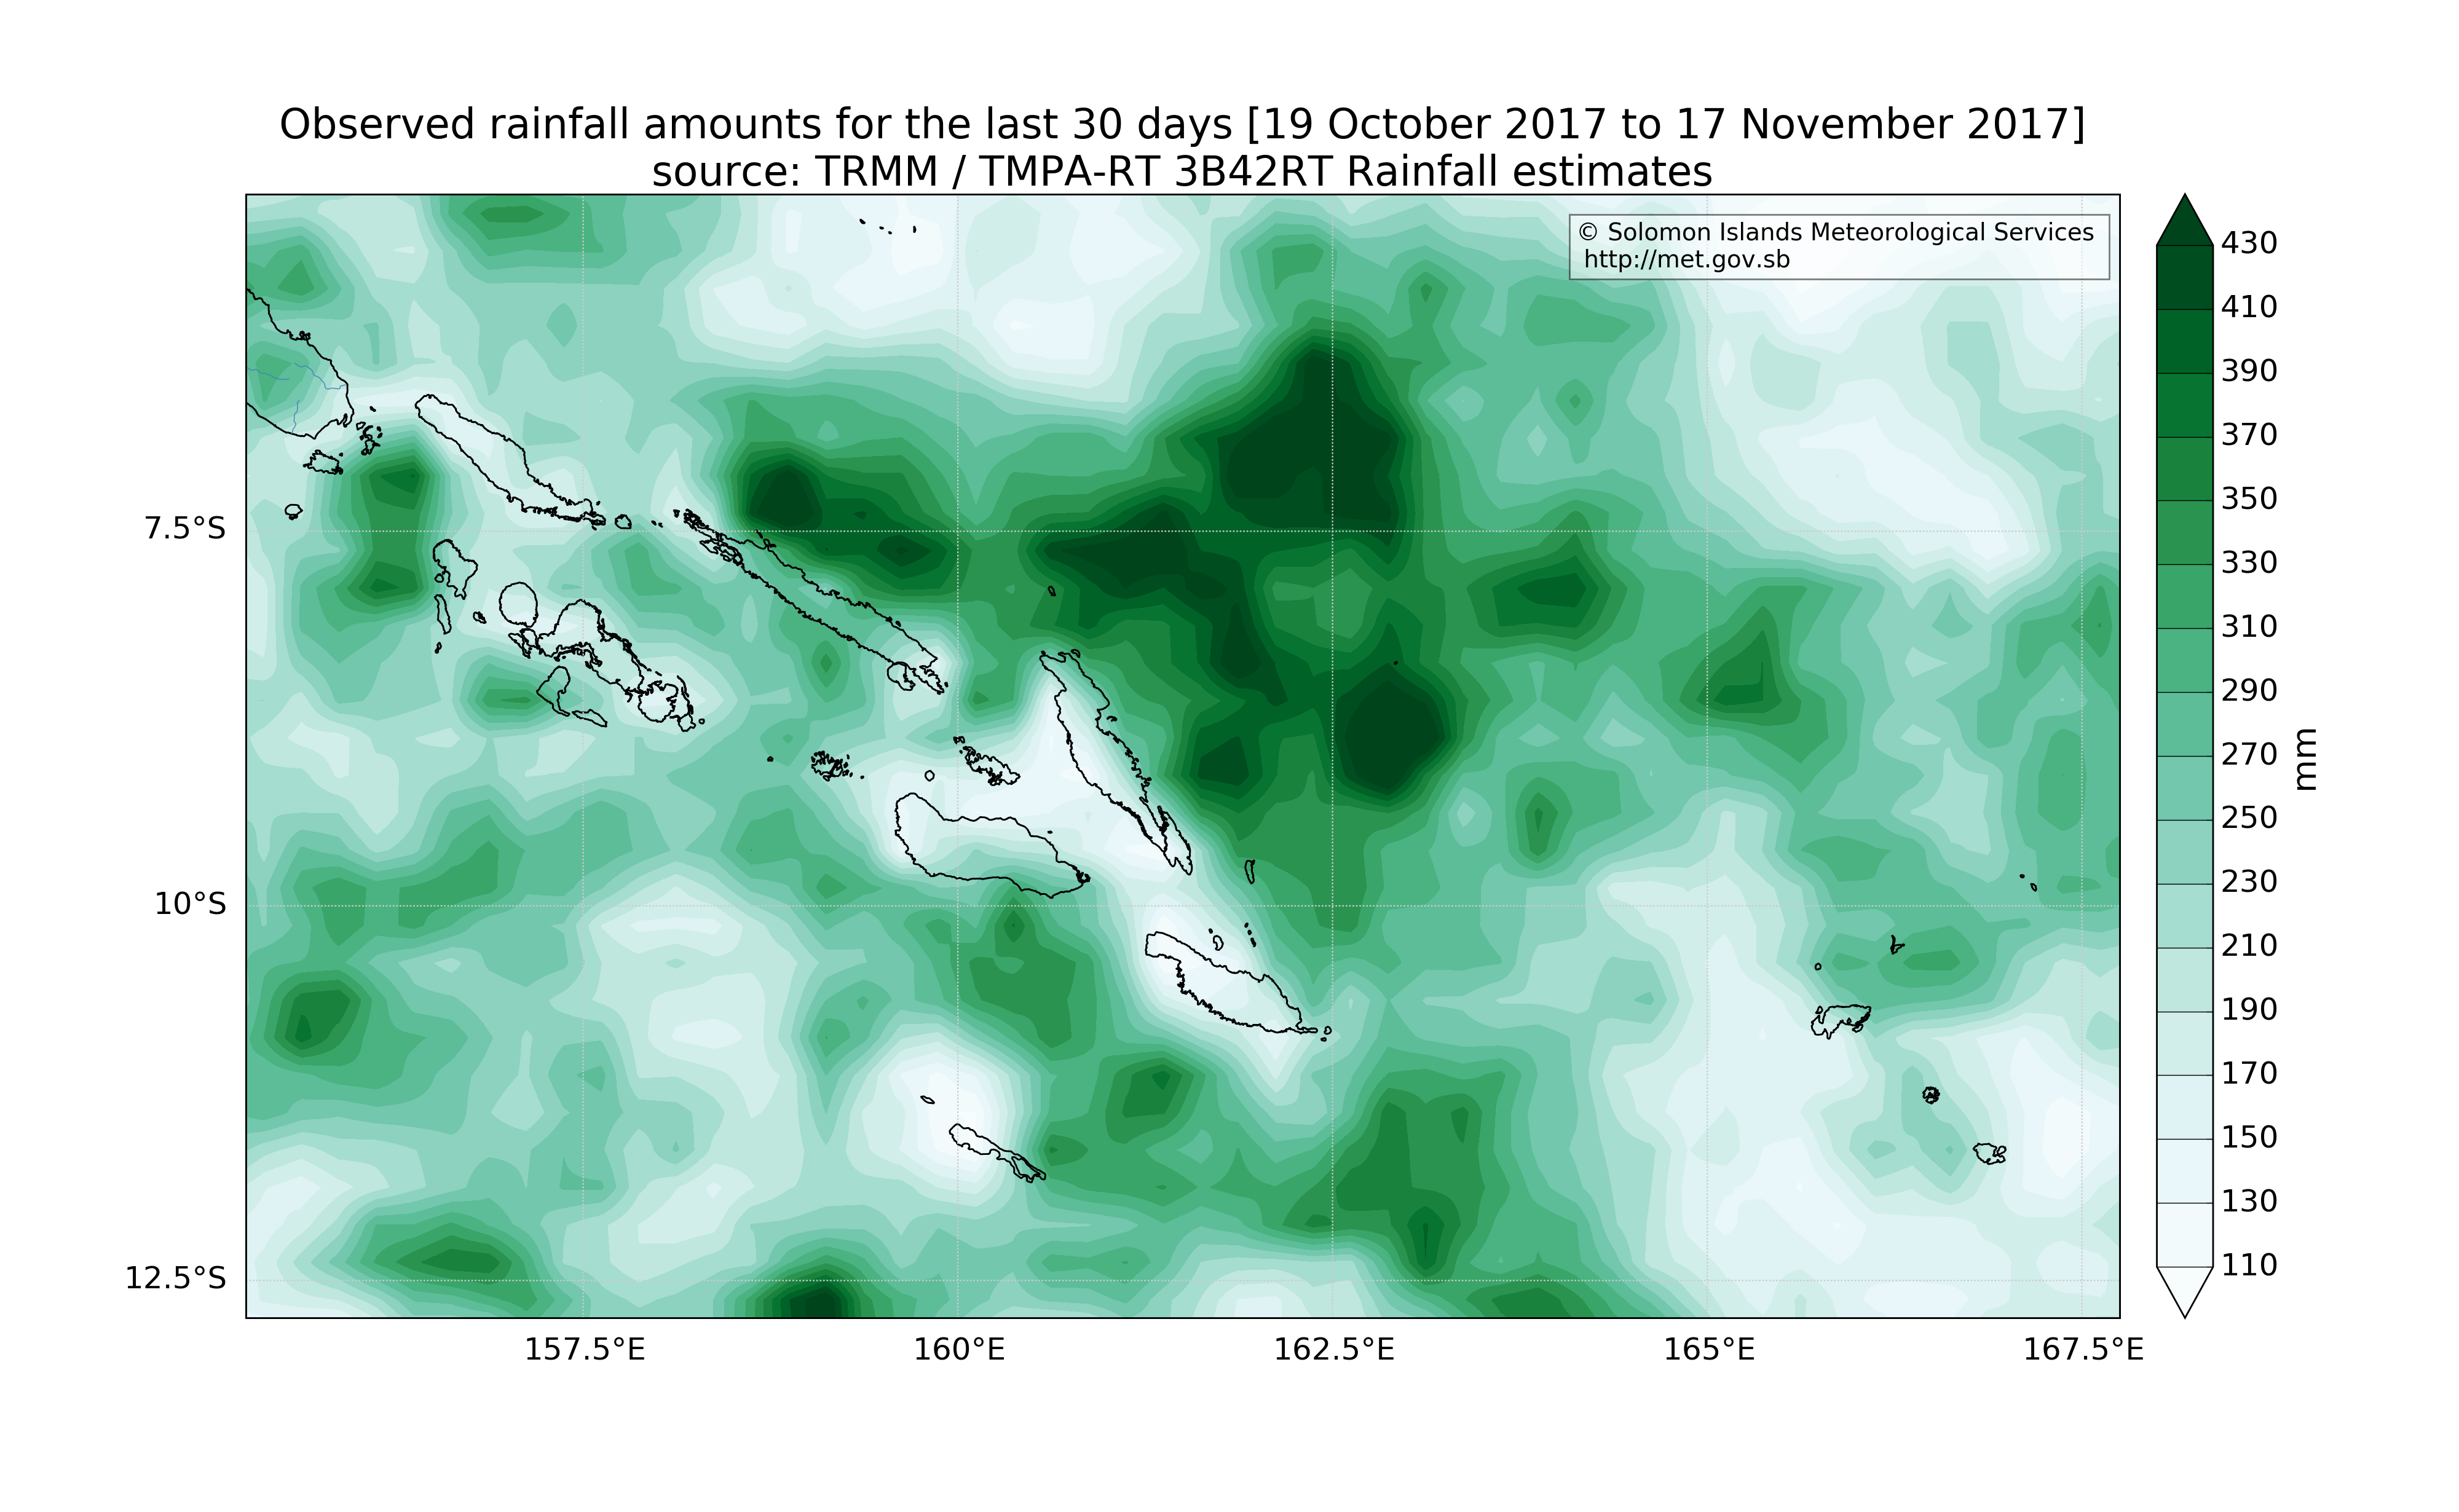 Observed rainfall amounts for the last 30 days [19 October 2017 to 17 November 2017]
source: TRMM / TMPA-RT 3B42RT Rainfall estimates
© Solomon Islands Meteorological Services
http://met.gov.sb
7.5°S
10°S
12.5°S
157.5°E
160°E
162.5°E
165°E
167.5°E
430
410
390
370
350
330
310
290
270
250
230
210
190
170
150
130
110
mm